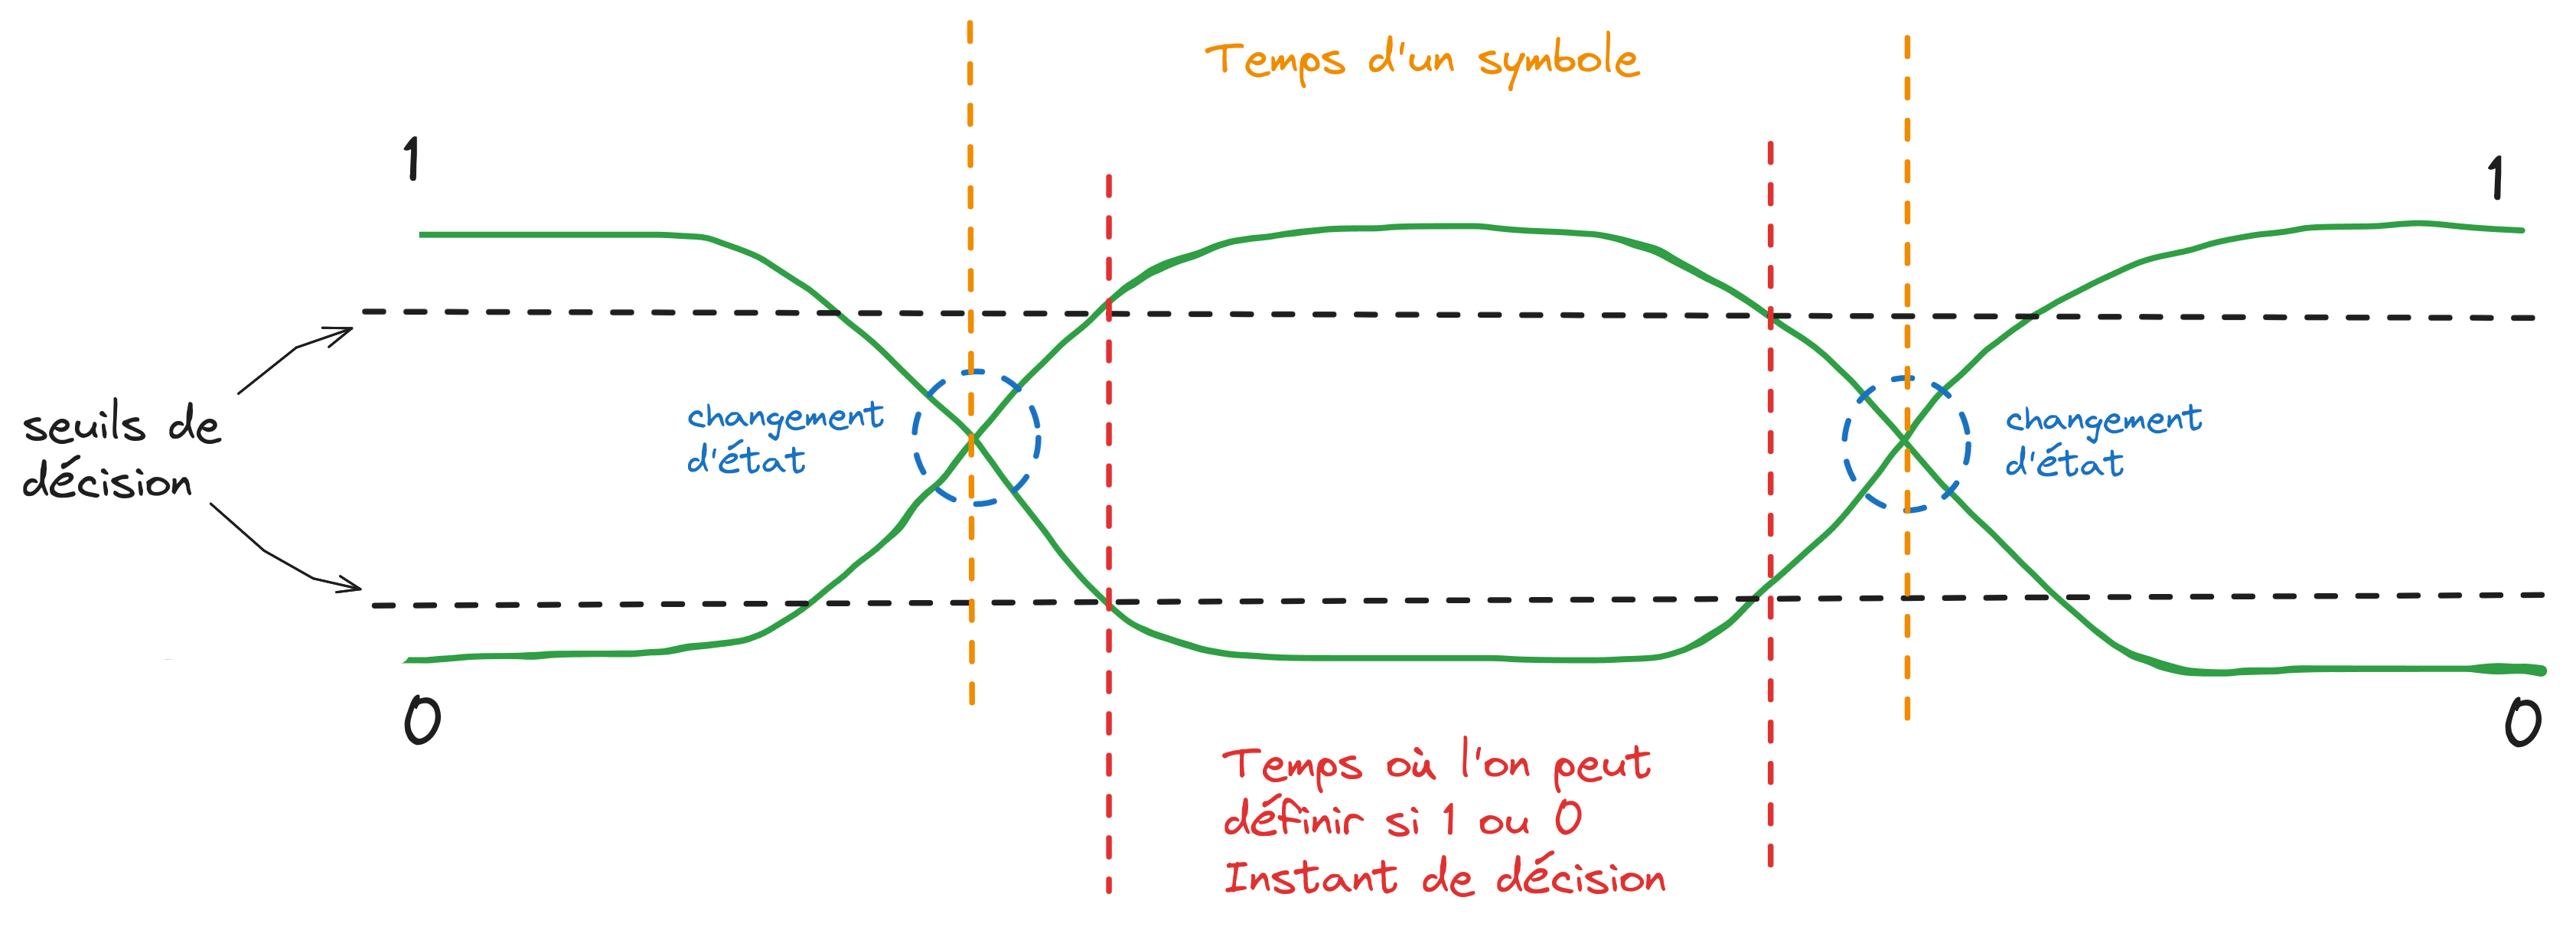 Temps d'un symbole
1
1
seuils de
décision
changement
d'état
changement
d'état
0
0
Temps où l'on peut
définir si 1 ou 0
Instant de décision